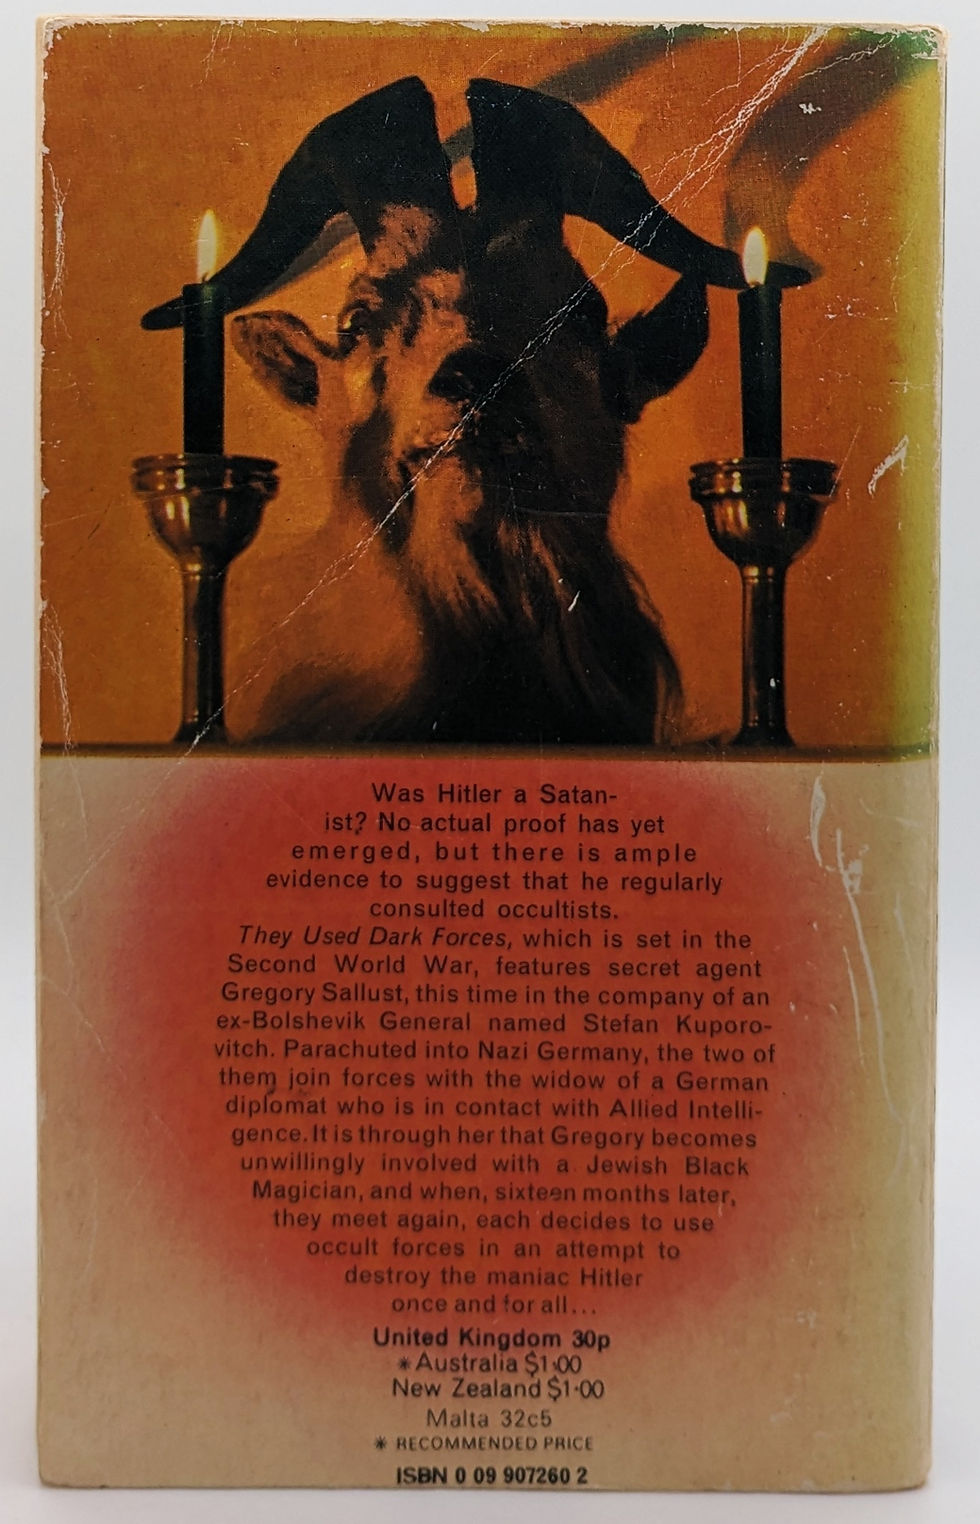 Was Hitler a Satan-
ist? No actual proof has yet
emerged, but there is ample
evidence to suggest that he regularly
consulted occultists.
They Used Dark Forces, which is set in the
Second World War, features secret agent
Gregory Sallust, this time in the company of an
ex-Bolshevik General named Stefan Kuporo-
vitch. Parachuted into Nazi Germany, the two of
them join forces with the widow of a German
diplomat who is in contact with Allied Intelli-
gence. It is through her that Gregory becomes
unwillingly involved with a Jewish Black
Magician, and when, sixteen months later,
they meet again, each decides to use
occult forces in an attempt to
destroy the maniac Hitler
once and for all...
United Kingdom 30p
*Australia $1·00
New Zealand $1·00
Malta 32c5
* RECOMMENDED PRICE
ISBN 0 09 907260 2